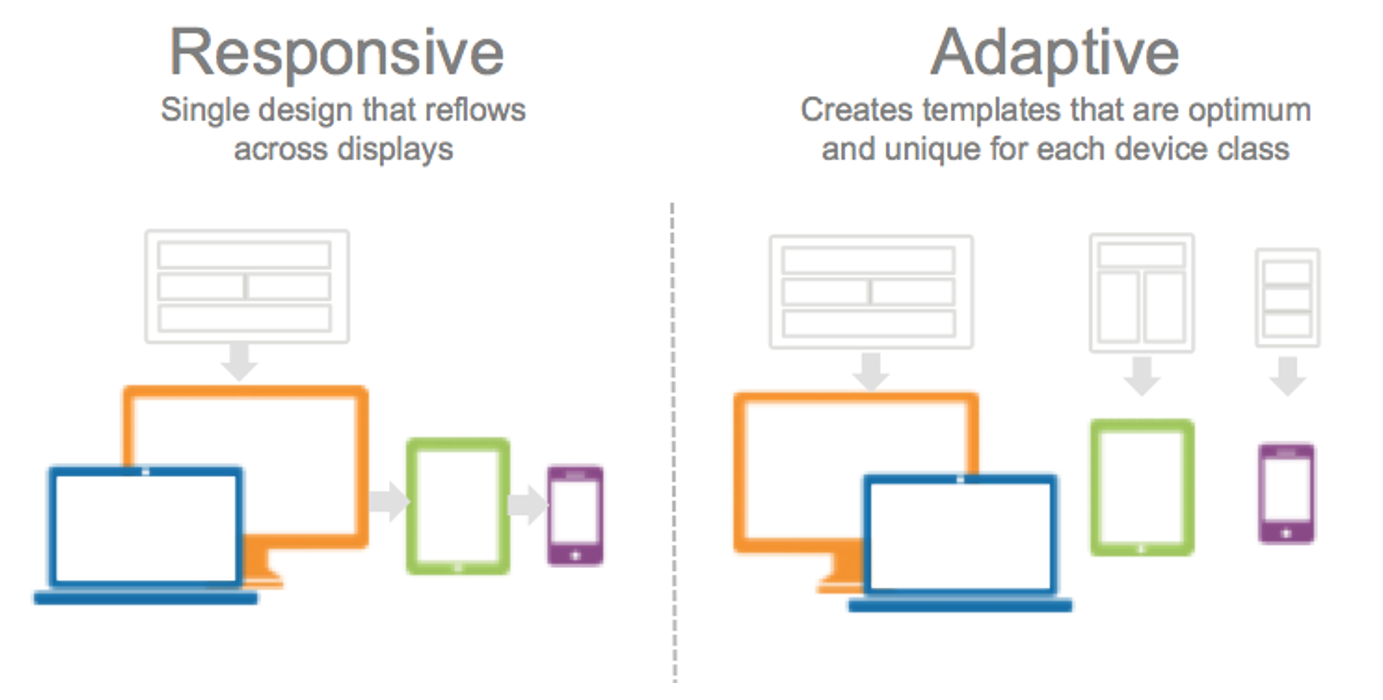 Responsive
Single design that reflows
across displays
Adaptive
Creates templates that are optimum
and unique for each device class